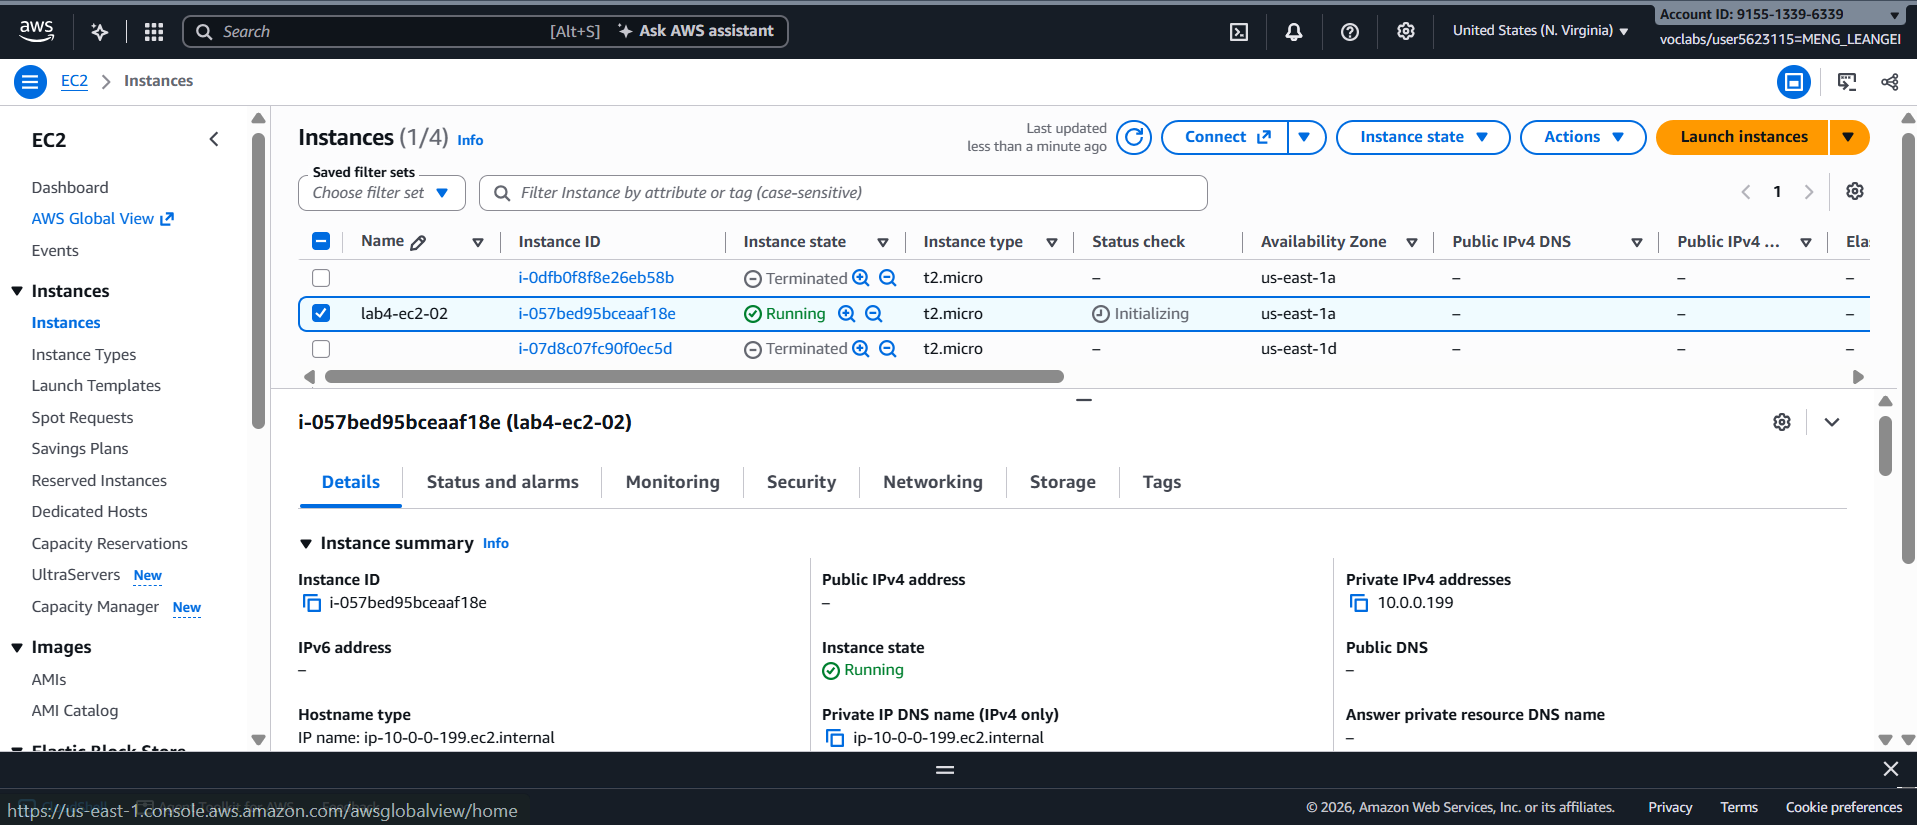 aws
Search [Alt+S] Ask AWS assistant
United States (N. Virginia)
Account ID: 9155-1339-6339
voclabs/user5623115=MENG_LEANGEI
EC2 Instances
EC2
Dashboard
AWS Global View
Events
Instances
Instances
Instance Types
Launch Templates
Spot Requests
Savings Plans
Reserved Instances
Dedicated Hosts
Capacity Reservations
UltraServers New
Capacity Manager New
Images
AMIs
AMI Catalog
Elastic Block Store
Instances (1/4) Info
Last updated
less than a minute ago
Connect
Instance state
Actions
Launch instances
Saved filter sets
Choose filter set
Filter Instance by attribute or tag (case-sensitive)
1
Name Instance ID Instance state Instance type Status check Availability Zone Public IPv4 DNS Public IPv4 ... Ela
i-0dfb0f8f8e26eb58b Terminated t2.micro – us-east-1a – – –
lab4-ec2-02 i-057bed95bceaaf18e Running t2.micro Initializing us-east-1a – – –
i-07d8c07fc90f0ec5d Terminated t2.micro – us-east-1d – – –
i-057bed95bceaaf18e (lab4-ec2-02)
Details Status and alarms Monitoring Security Networking Storage Tags
Instance summary Info
Instance ID
i-057bed95bceaaf18e
Public IPv4 address
–
Private IPv4 addresses
10.0.0.199
IPv6 address
–
Instance state
Running
Public DNS
–
Hostname type
IP name: ip-10-0-0-199.ec2.internal
Private IP DNS name (IPv4 only)
ip-10-0-0-199.ec2.internal
Answer private resource DNS name
–
https://us-east-1.console.aws.amazon.com/awsglobalview/home
© 2026, Amazon Web Services, Inc. or its affiliates. Privacy Terms Cookie preferences